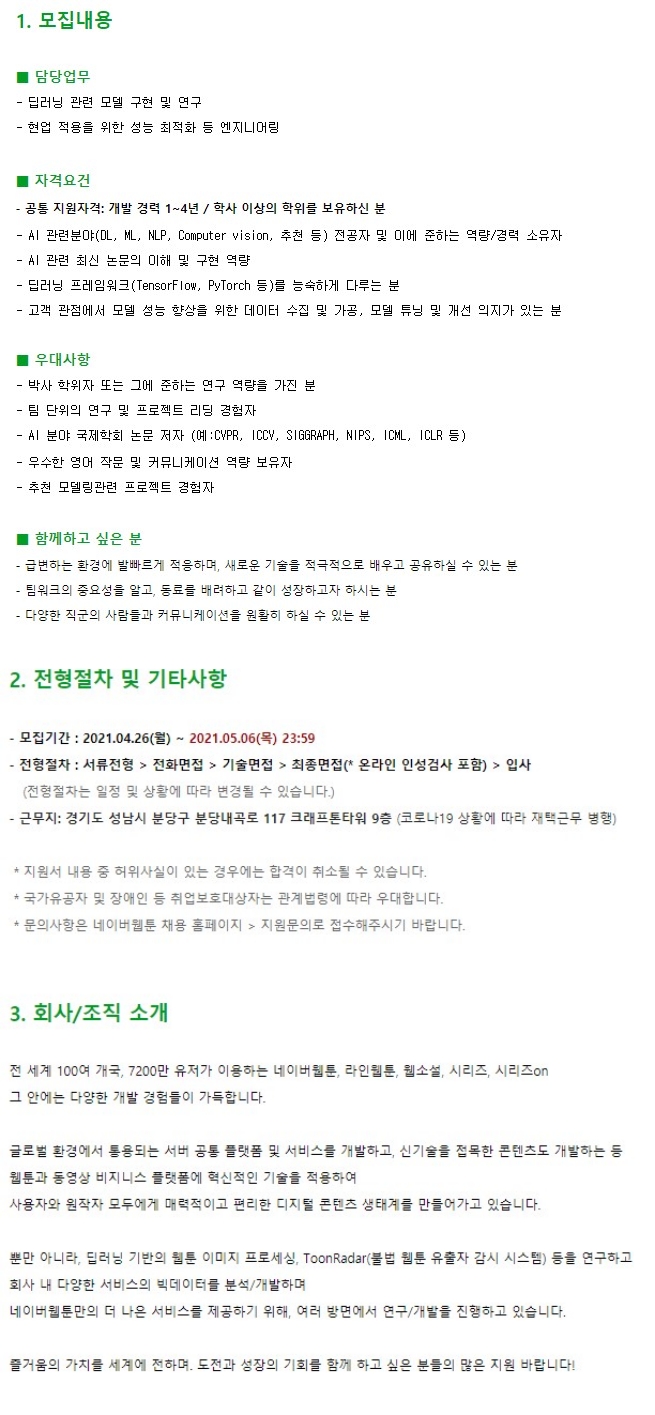 1. 모집내용
■ 담당업무
- 딥러닝 관련 모델 구현 및 연구
- 현업 적용을 위한 성능 최적화 등 엔지니어링
■ 자격요건
- 공통 지원자격: 개발 경력 1~4년 / 학사 이상의 학위를 보유하신 분
- AI 관련분야(DL, ML, NLP, Computer vision, 추천 등) 전공자 및 이에 준하는 역량/경력 소유자
- AI 관련 최신 논문의 이해 및 구현 역량
- 딥러닝 프레임워크(TensorFlow, PyTorch 등)를 능숙하게 다루는 분
- 고객 관점에서 모델 성능 향상을 위한 데이터 수집 및 가공, 모델 튜닝 및 개선 의지가 있는 분
■ 우대사항
- 박사 학위자 또는 그에 준하는 연구 역량을 가진 분
- 팀 단위의 연구 및 프로젝트 리딩 경험자
- AI 분야 국제학회 논문 저자 (예:CVPR, ICCV, SIGGRAPH, NIPS, ICML, ICLR 등)
- 우수한 영어 작문 및 커뮤니케이션 역량 보유자
- 추천 모델링관련 프로젝트 경험자
■ 함께하고 싶은 분
- 급변하는 환경에 발빠르게 적응하며, 새로운 기술을 적극적으로 배우고 공유하실 수 있는 분
- 팀워크의 중요성을 알고, 동료를 배려하고 같이 성장하고자 하시는 분
- 다양한 직군의 사람들과 커뮤니케이션을 원활히 하실 수 있는 분
2. 전형절차 및 기타사항
- 모집기간 : 2021.04.26(월) ~ 2021.05.06(목) 23:59
- 전형절차 : 서류전형 > 전화면접 > 기술면접 > 최종면접(* 온라인 인성검사 포함) > 입사
(전형절차는 일정 및 상황에 따라 변경될 수 있습니다.)
- 근무지: 경기도 성남시 분당구 분당내곡로 117 크래프톤타워 9층 (코로나19 상황에 따라 재택근무 병행)
* 지원서 내용 중 허위사실이 있는 경우에는 합격이 취소될 수 있습니다.
* 국가유공자 및 장애인 등 취업보호대상자는 관계법령에 따라 우대합니다.
* 문의사항은 네이버웹툰 채용 홈페이지 > 지원문의로 접수해주시기 바랍니다.
3. 회사/조직 소개
전 세계 100여 개국, 7200만 유저가 이용하는 네이버웹툰, 라인웹툰, 웹소설, 시리즈, 시리즈on
그 안에는 다양한 개발 경험들이 가득합니다.
글로벌 환경에서 통용되는 서버 공통 플랫폼 및 서비스를 개발하고, 신기술을 접목한 콘텐츠도 개발하는 등
웹툰과 동영상 비지니스 플랫폼에 혁신적인 기술을 적용하여
사용자와 원작자 모두에게 매력적이고 편리한 디지털 콘텐츠 생태계를 만들어가고 있습니다.
뿐만 아니라, 딥러닝 기반의 웹툰 이미지 프로세싱, ToonRadar(불법 웹툰 유출자 감시 시스템) 등을 연구하고
회사 내 다양한 서비스의 빅데이터를 분석/개발하며
네이버웹툰만의 더 나은 서비스를 제공하기 위해, 여러 방면에서 연구/개발을 진행하고 있습니다.
즐거움의 가치를 세계에 전하며. 도전과 성장의 기회를 함께 하고 싶은 분들의 많은 지원 바랍니다!